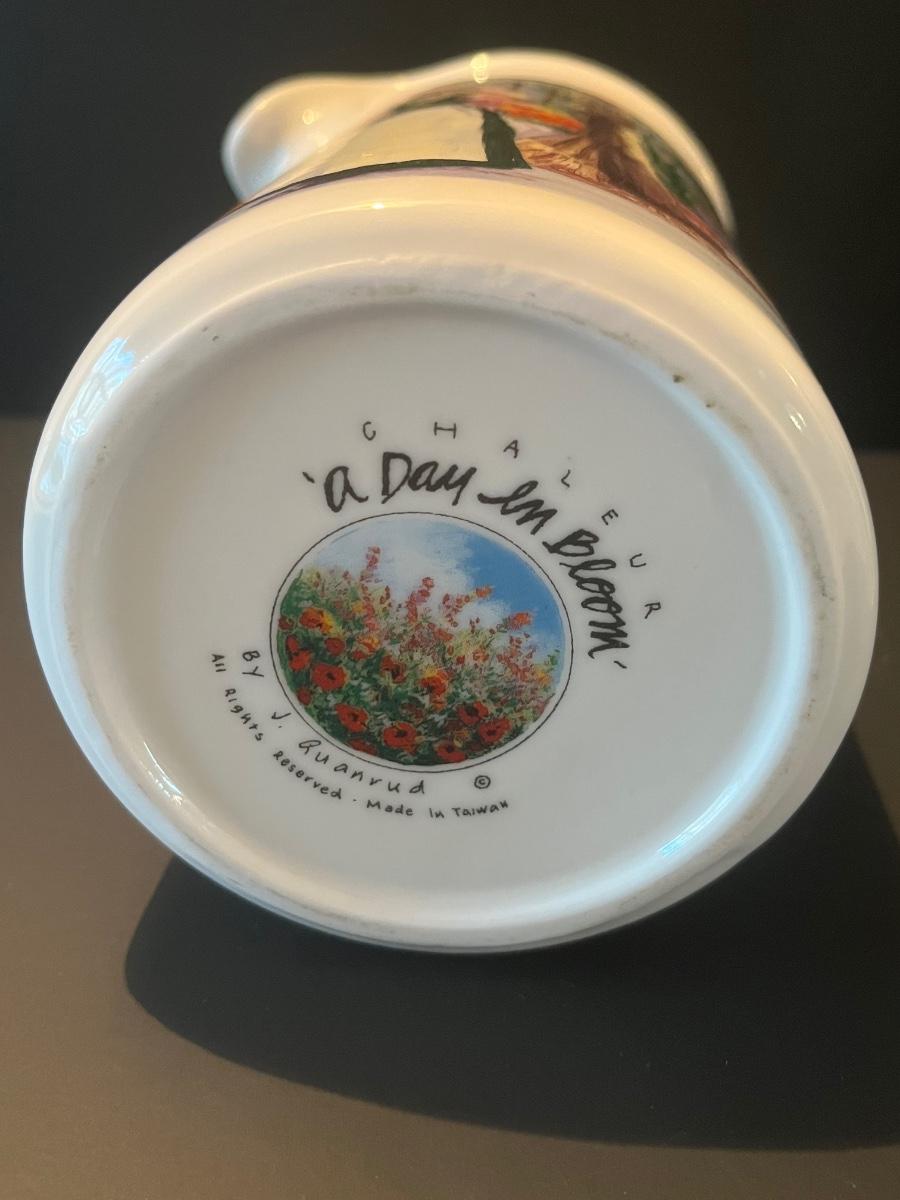 CHALEUR
'a Day in Bloom'
BY J. Quanrud ©
All Rights Reserved · Made In Taiwan